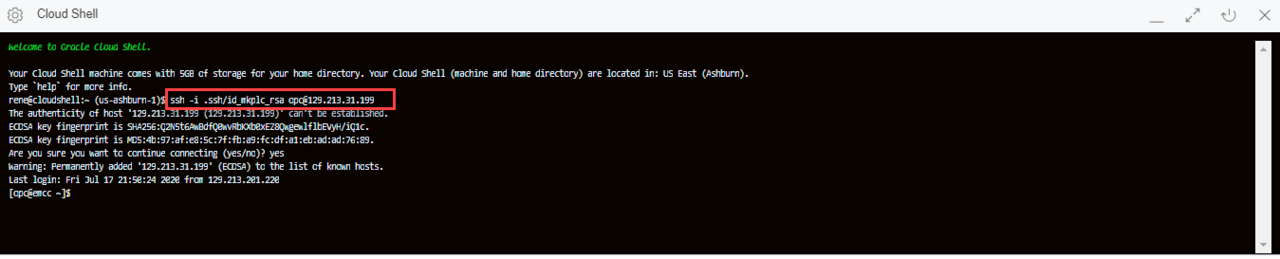 Cloud Shell
Welcome to Oracle Cloud Shell.
Your Cloud Shell machine comes with 5GB of storage for your home directory. Your Cloud Shell (machine and home directory) are located in: US East (Ashburn).
Type `help` for more info.
rene@cloudshell:~ (us-ashburn-1)$ ssh -i .ssh/id_mkplc_rsa opc@129.213.31.199
The authenticity of host '129.213.31.199 (129.213.31.199)' can't be established.
ECDSA key fingerprint is SHA256:Q2N5t6AwBdfQ0wvRbKXb0xEZ8QwgewlflbEVyH/iQ1c.
ECDSA key fingerprint is MD5:4b:97:af:e8:5c:7f:fb:a9:fc:df:a1:eb:ad:ad:76:89.
Are you sure you want to continue connecting (yes/no)? yes
Warning: Permanently added '129.213.31.199' (ECDSA) to the list of known hosts.
Last login: Fri Jul 17 21:50:24 2020 from 129.213.201.220
[opc@emcc ~]$